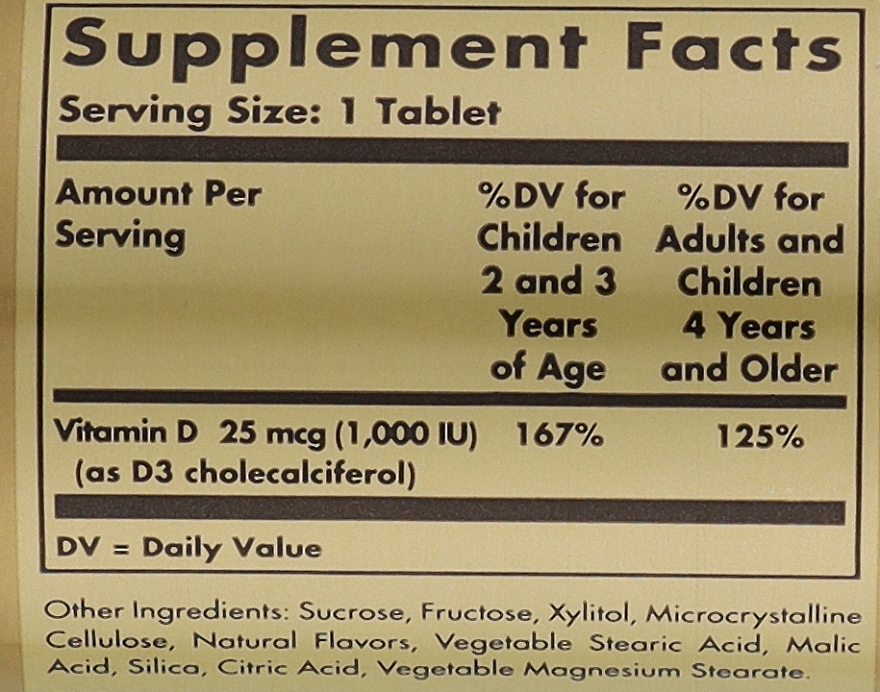 Supplement Facts
Serving Size: 1 Tablet
Amount Per
Serving
%DV for
Children
2 and 3
Years
of Age
%DV for
Adults and
Children
4 Years
and Older
Vitamin D 25 mcg (1,000 IU) 167% 125%
(as D3 cholecalciferol)
DV = Daily Value
Other Ingredients: Sucrose, Fructose, Xylitol, Microcrystalline
Cellulose, Natural Flavors, Vegetable Stearic Acid, Malic
Acid, Silica, Citric Acid, Vegetable Magnesium Stearate.